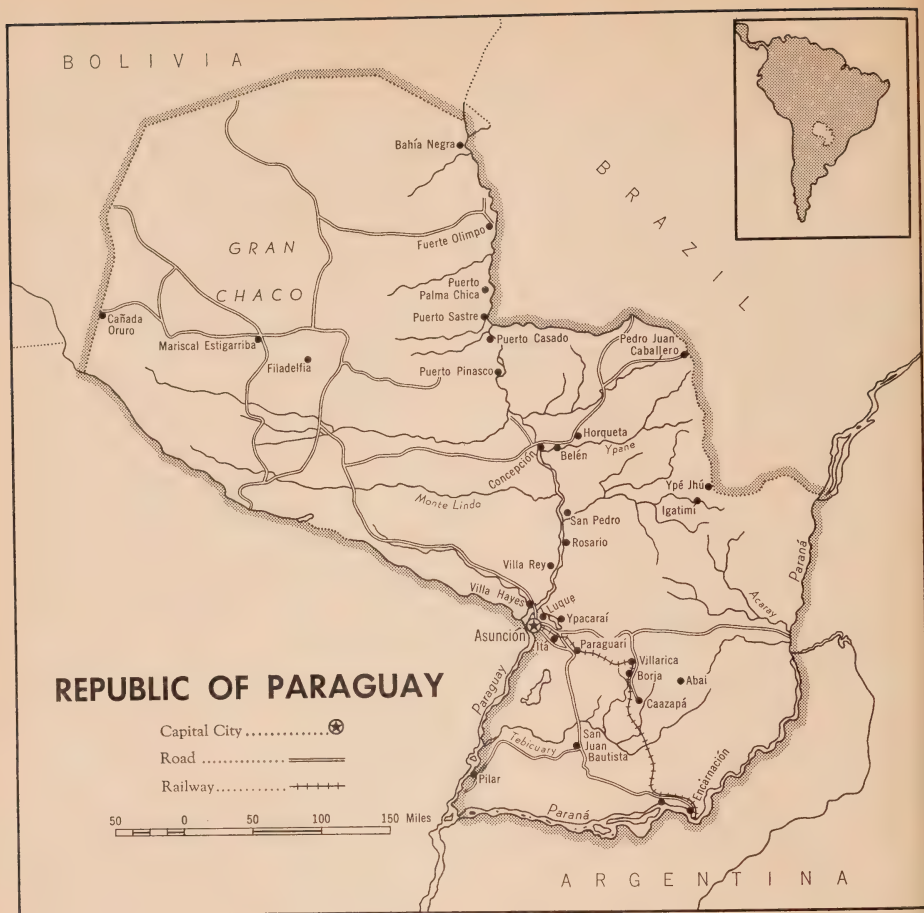 BOLIVIA
BRAZIL
Bahía Negra
Fuerte Olimpo
GRAN
CHACO
Puerto
Palma Chica
Puerto Sastre
Cañada
Oruro
Mariscal Estigarriba
Filadelfia
Puerto Casado
Pedro Juan
Caballero
Puerto Pinasco
Horqueta
Concepción
Belén
Ypane
Ypé Jhú
Igatimí
Monte Lindo
San Pedro
Rosario
Paraná
Villa Rey
Acaray
Villa Hayes
Luque
Ypacaraí
Asunción
Itá
Paraguarí
Villarica
Borja
Abaí
Caazapá
Paraguay
REPUBLIC OF PARAGUAY
Capital City
Road
Railway
Tebicuary
San
Juan
Bautista
Pilar
Encarnación
Paraná
50 0 50 100 150 Miles
ARGENTINA